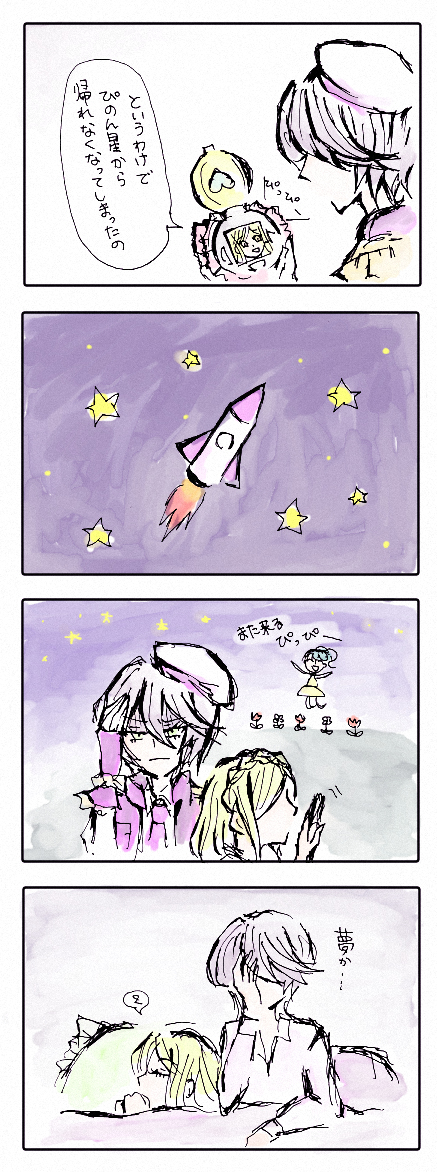 というわけで
ぴのん星から
帰れなくなってしまったの
ぴっぴ
また来る
ぴっぴー
夢か…